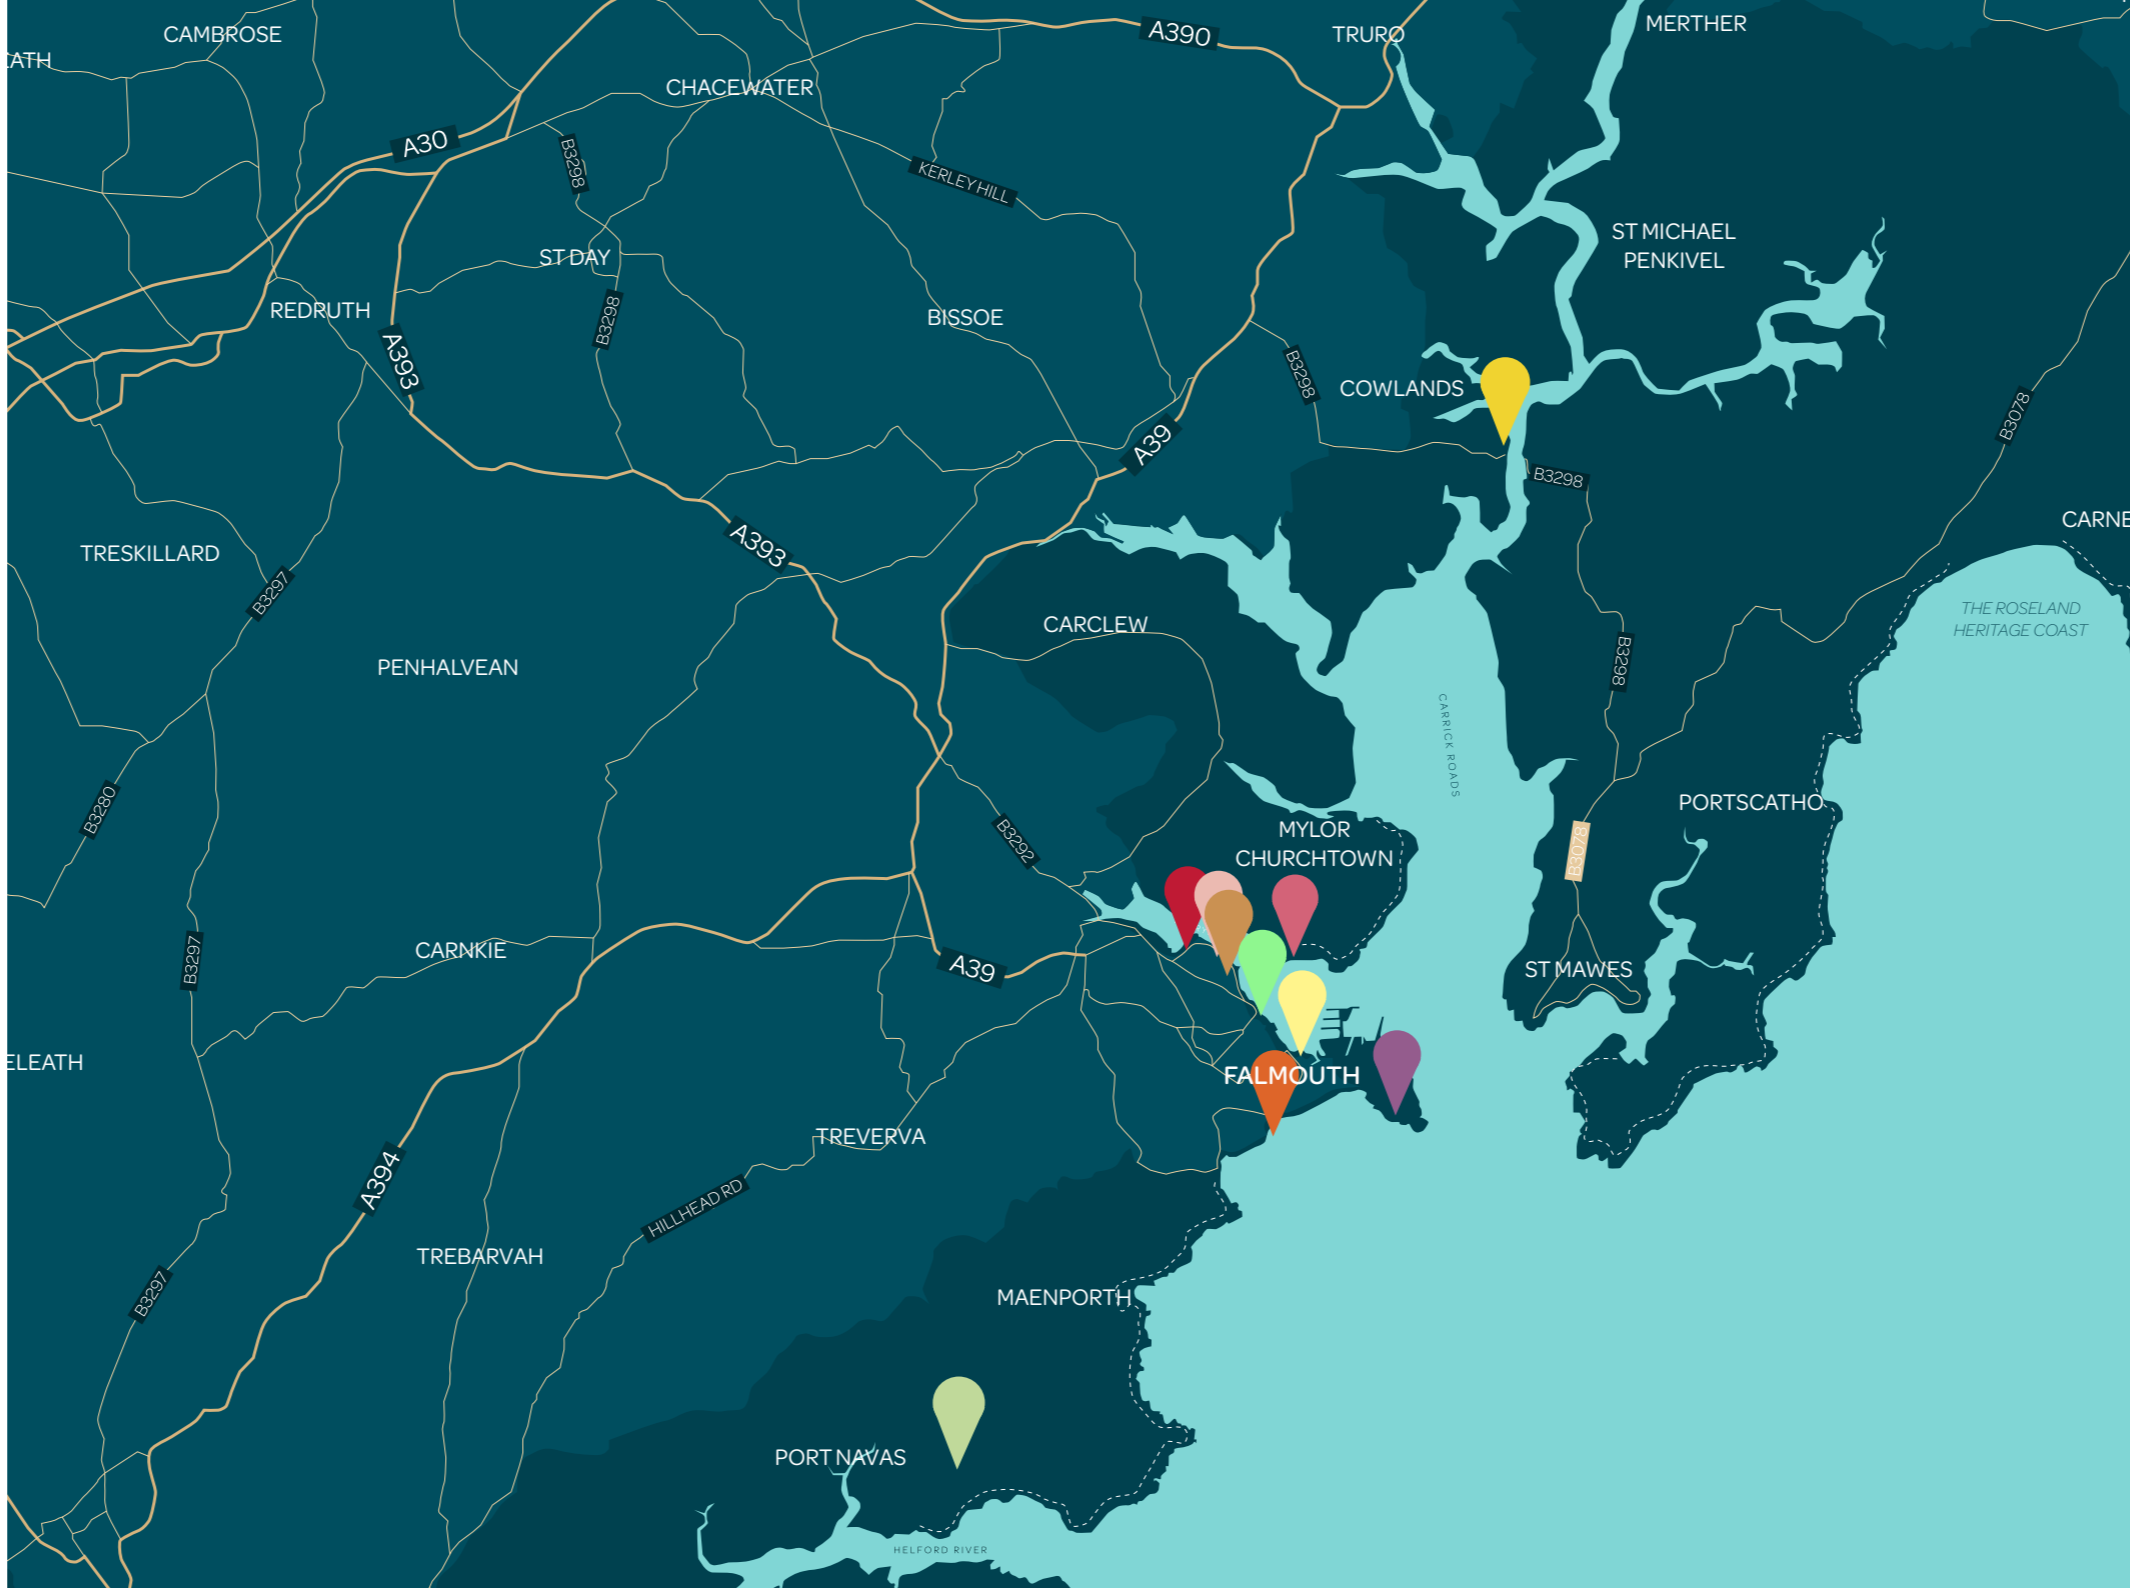 CAMBROSE
A390
TRURO
MERTHER
EATH
CHACEWATER
A30
B3298
KERLEY HILL
ST MICHAEL
PENKIVEL
ST DAY
REDRUTH
B3298
BISSOE
A393
B3298
COWLANDS
B3078
A39
B3298
CARNE
A393
TRESKILLARD
B3297
THE ROSELAND
HERITAGE COAST
CARCLEW
PENHALVEAN
B3298
CARRICK ROADS
B3280
PORTSCATHO
B3292
MYLOR
CHURCHTOWN
B3078
CARNKIE
B3297
A39
ST MAWES
ELEATH
FALMOUTH
TREVERVA
A394
HILLHEAD RD
TREBARVAH
B3297
MAENPORTH
PORT NAVAS
HELFORD RIVER